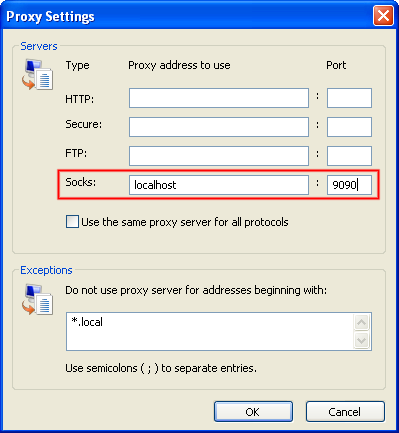 Proxy Settings
Servers
Type Proxy address to use Port
HTTP: :
Secure: :
FTP: :
Socks: localhost : 9090
Use the same proxy server for all protocols
Exceptions
Do not use proxy server for addresses beginning with:
*.local
Use semicolons ( ; ) to separate entries.
OK Cancel